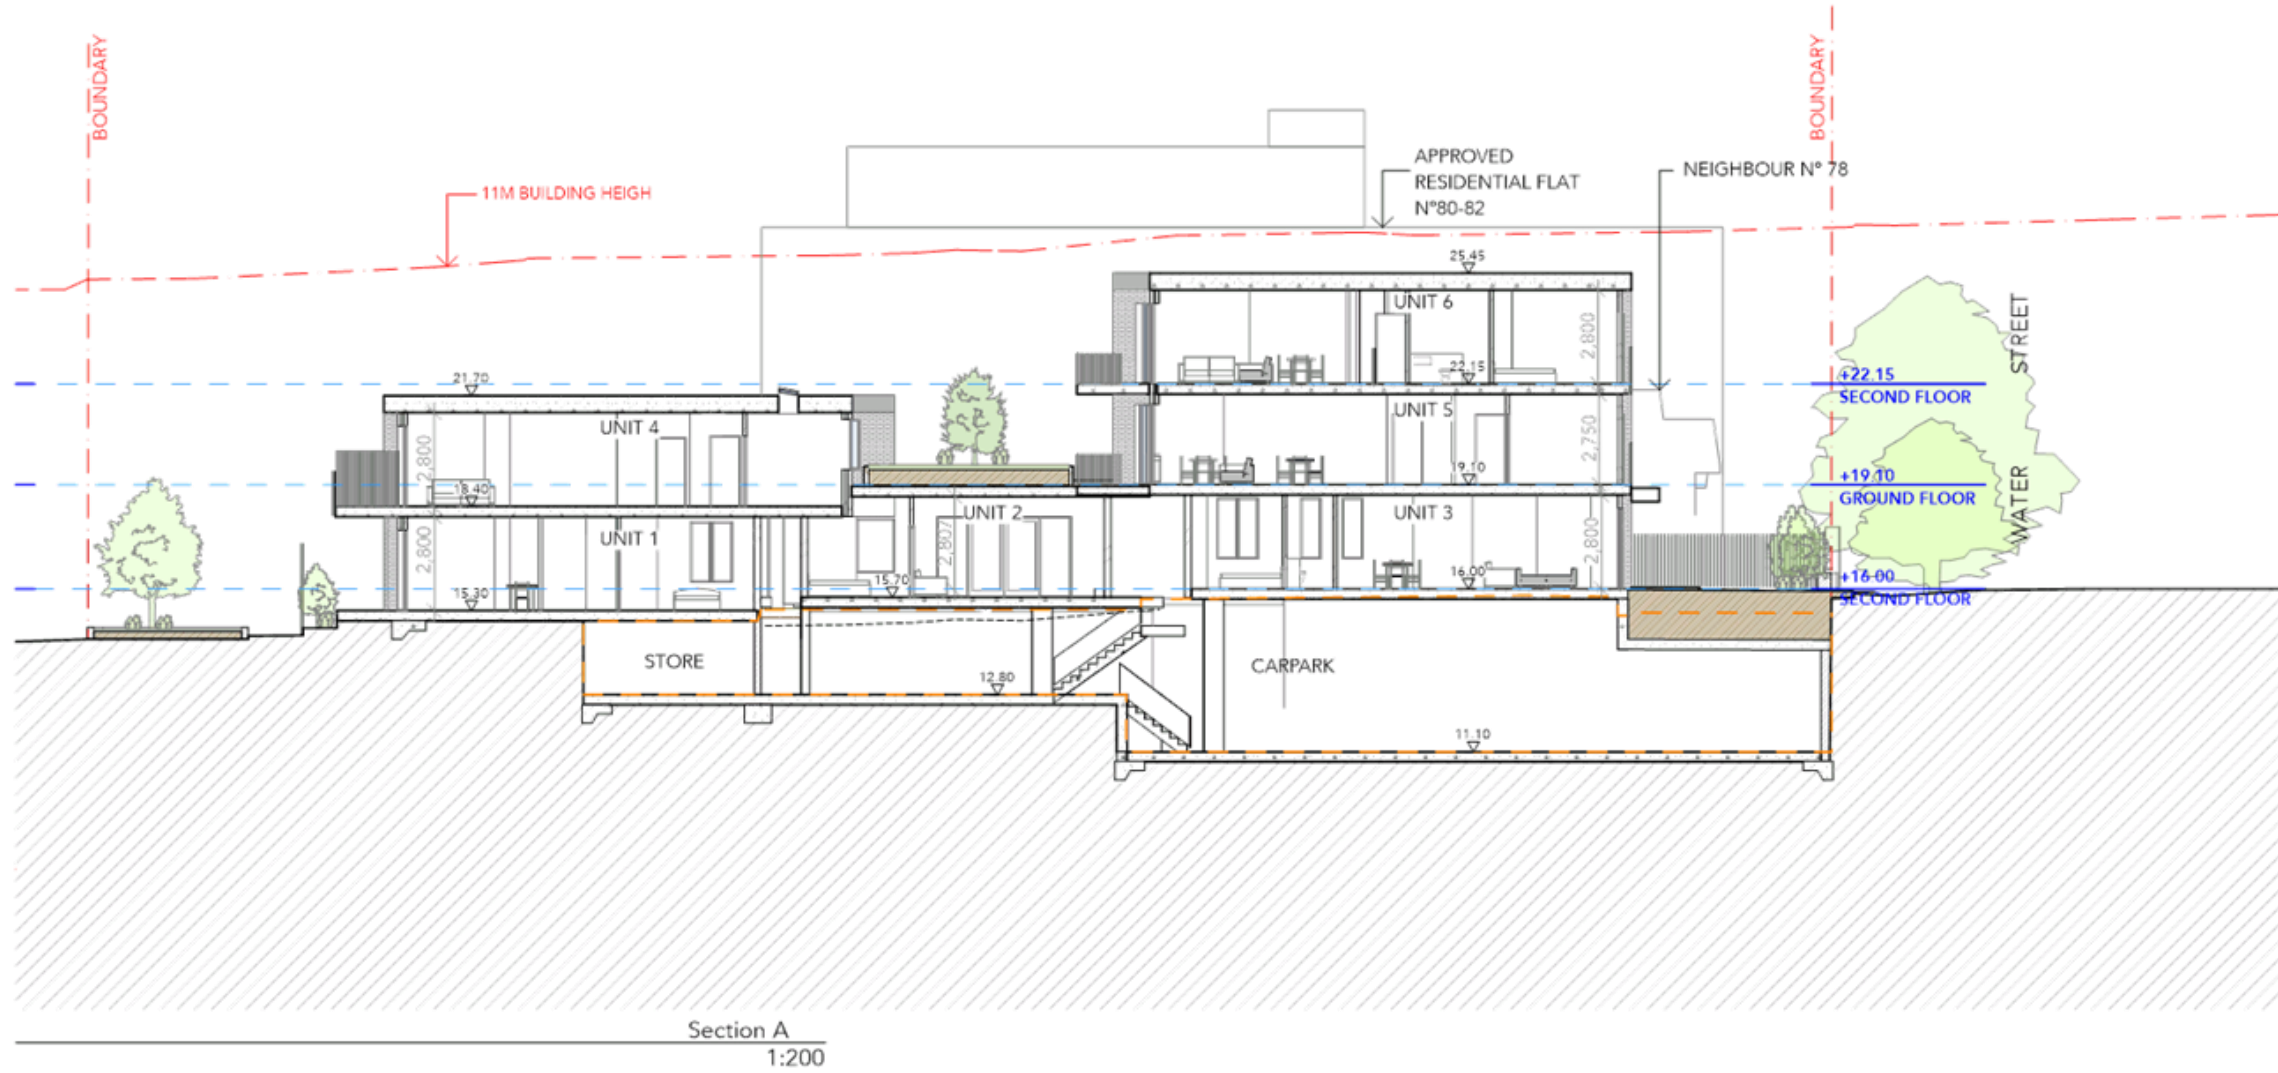 BOUNDARY
BOUNDARY
11M BUILDING HEIGH
APPROVED
RESIDENTIAL FLAT
N°80-82
NEIGHBOUR N° 78
25.45
UNIT 6
2,800
22.15
21.70
+22.15
SECOND FLOOR
STREET
WATER
UNIT 4
2,800
18.40
UNIT 5
2,750
19.10
+19.10
GROUND FLOOR
UNIT 1
2,800
15.30
UNIT 2
2,807
15.70
UNIT 3
2,800
16.00
+16.00
SECOND FLOOR
STORE
12.80
CARPARK
11.10
Section A
1:200